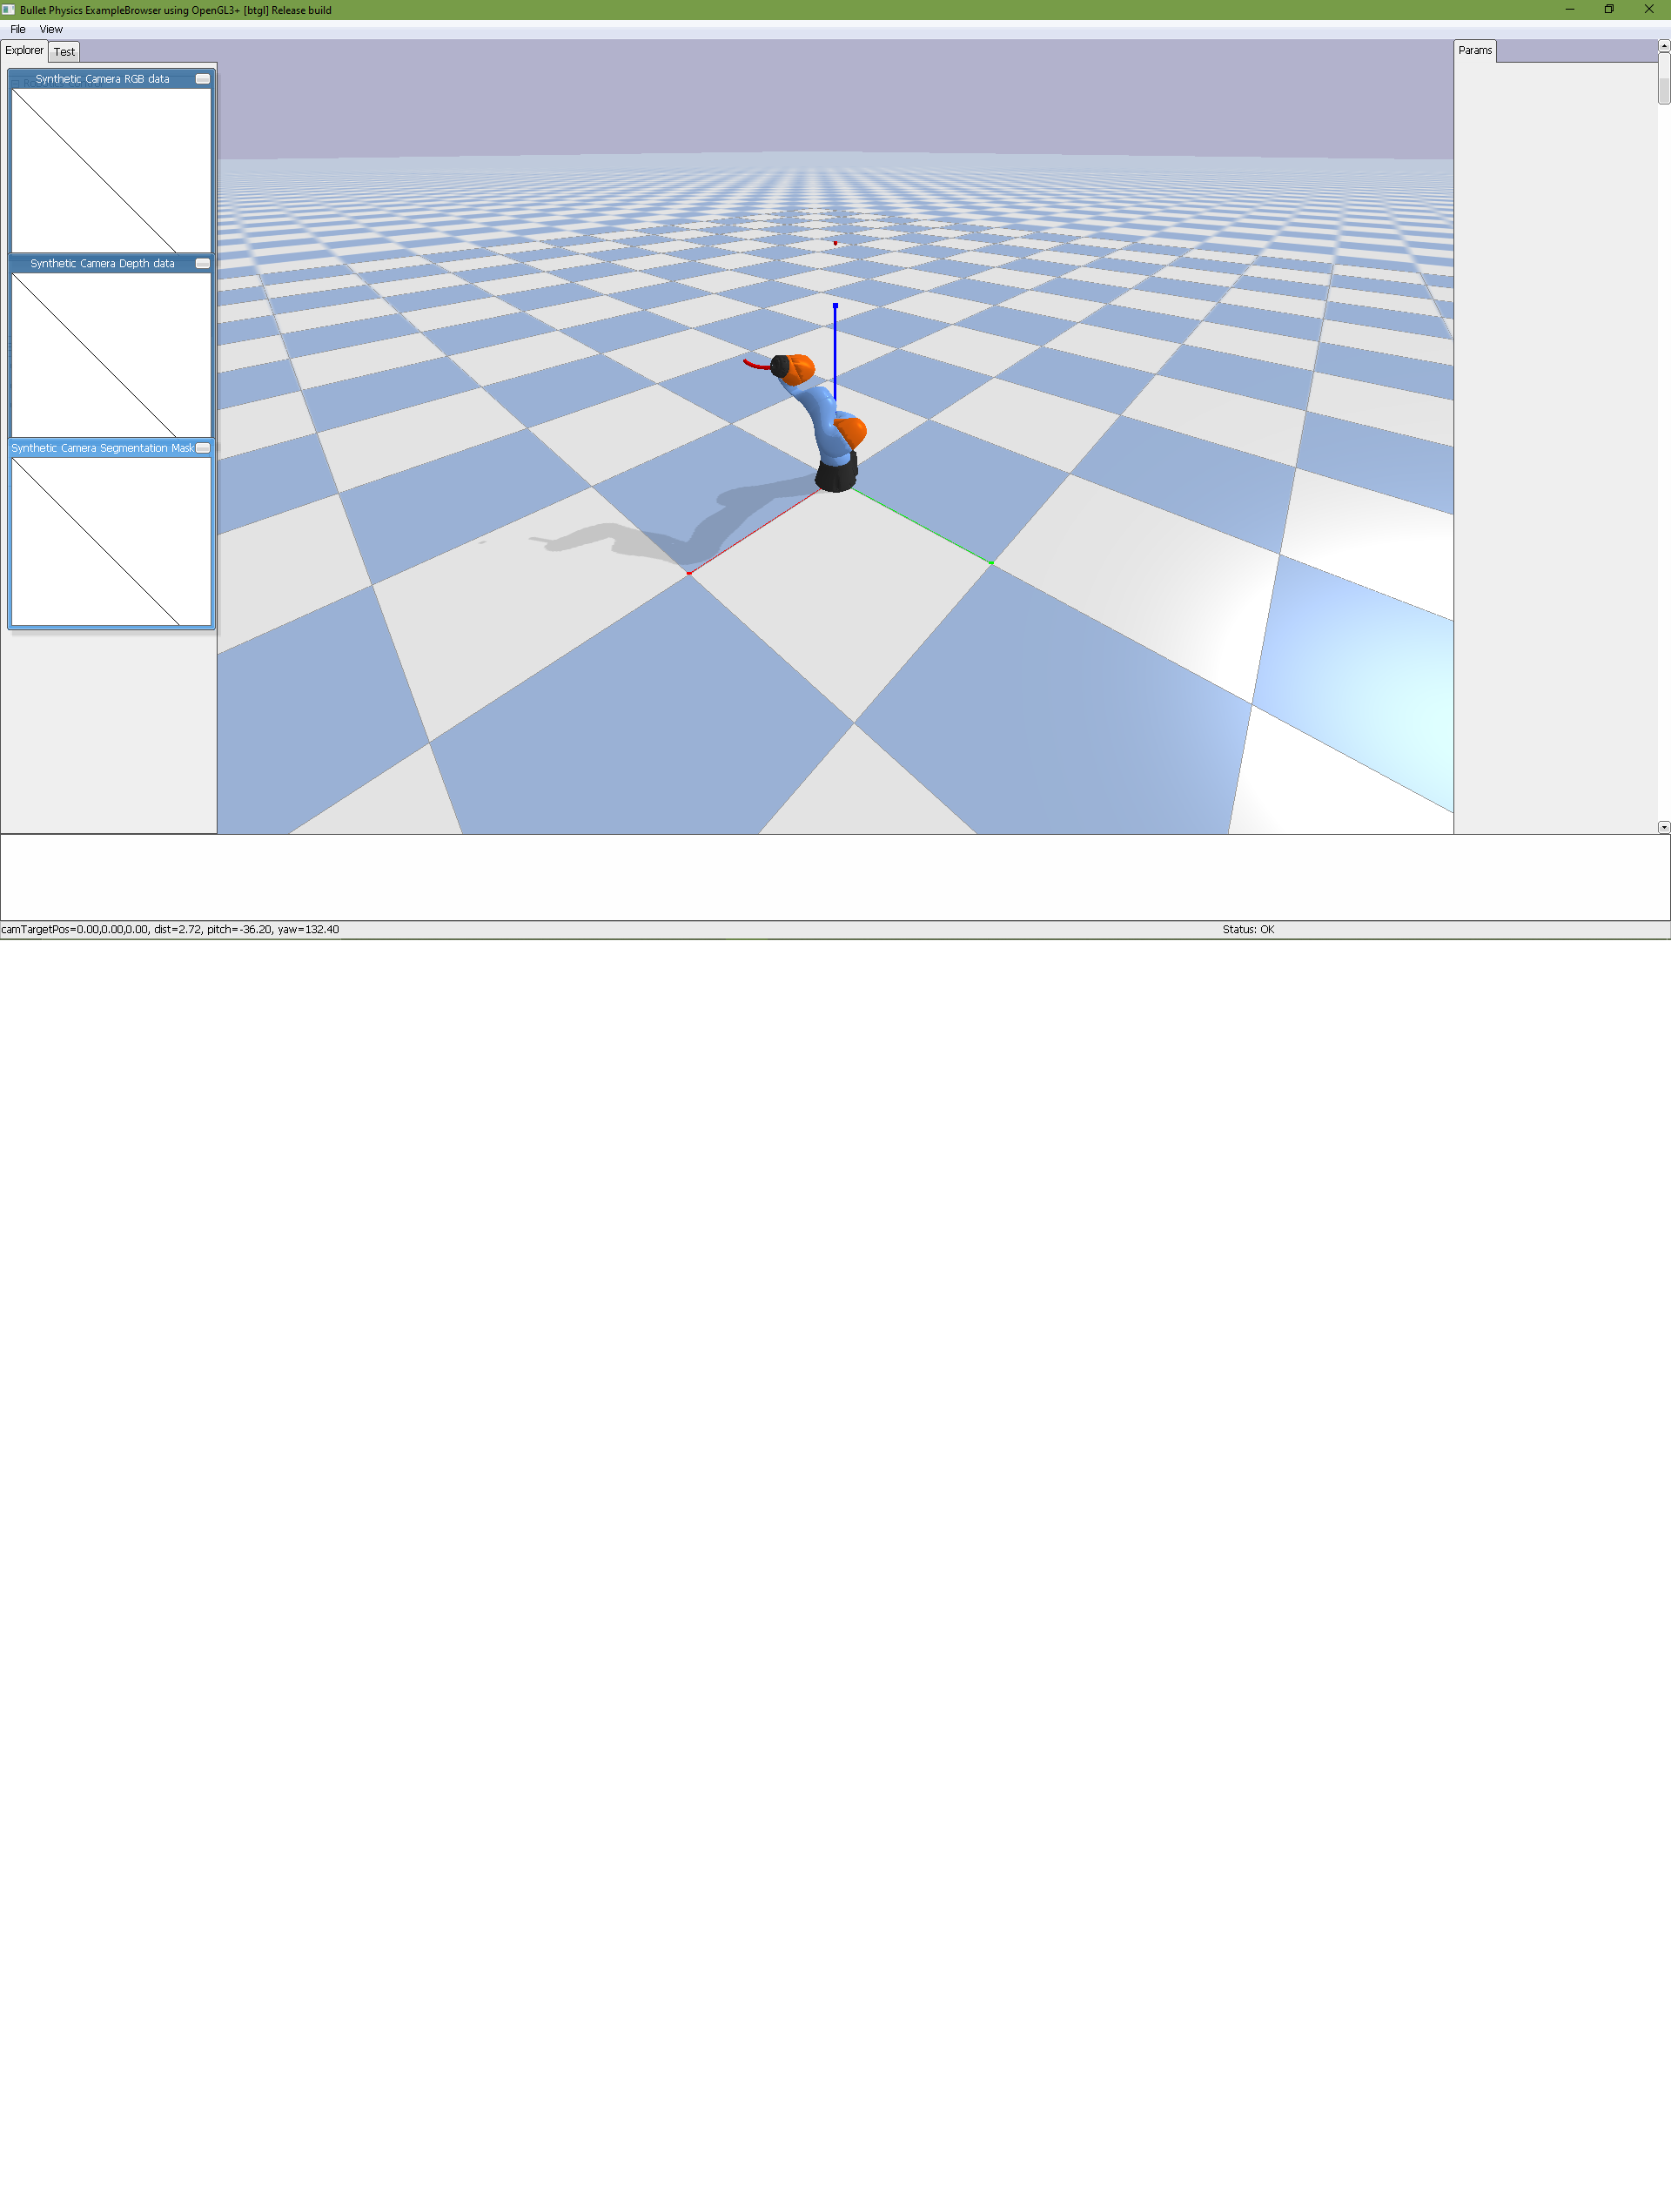 Bullet Physics ExampleBrowser using OpenGL3+ [btgl] Release build
File View
Explorer Test
Params
Synthetic Camera RGB data
Synthetic Camera Depth data
Synthetic Camera Segmentation Mask
camTargetPos=0.00,0.00,0.00, dist=2.72, pitch=-36.20, yaw=132.40
Status: OK